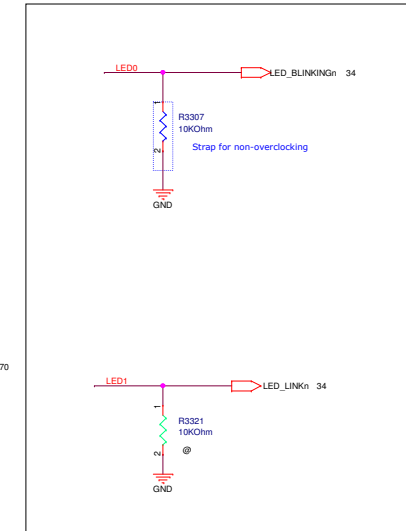 LED0
LED_BLINKINGn 34
1
R3307
10KOhm
Strap for non-overclocking
2
GND
70
LED1
LED_LINKn 34
1
R3321
10KOhm
2
@
GND